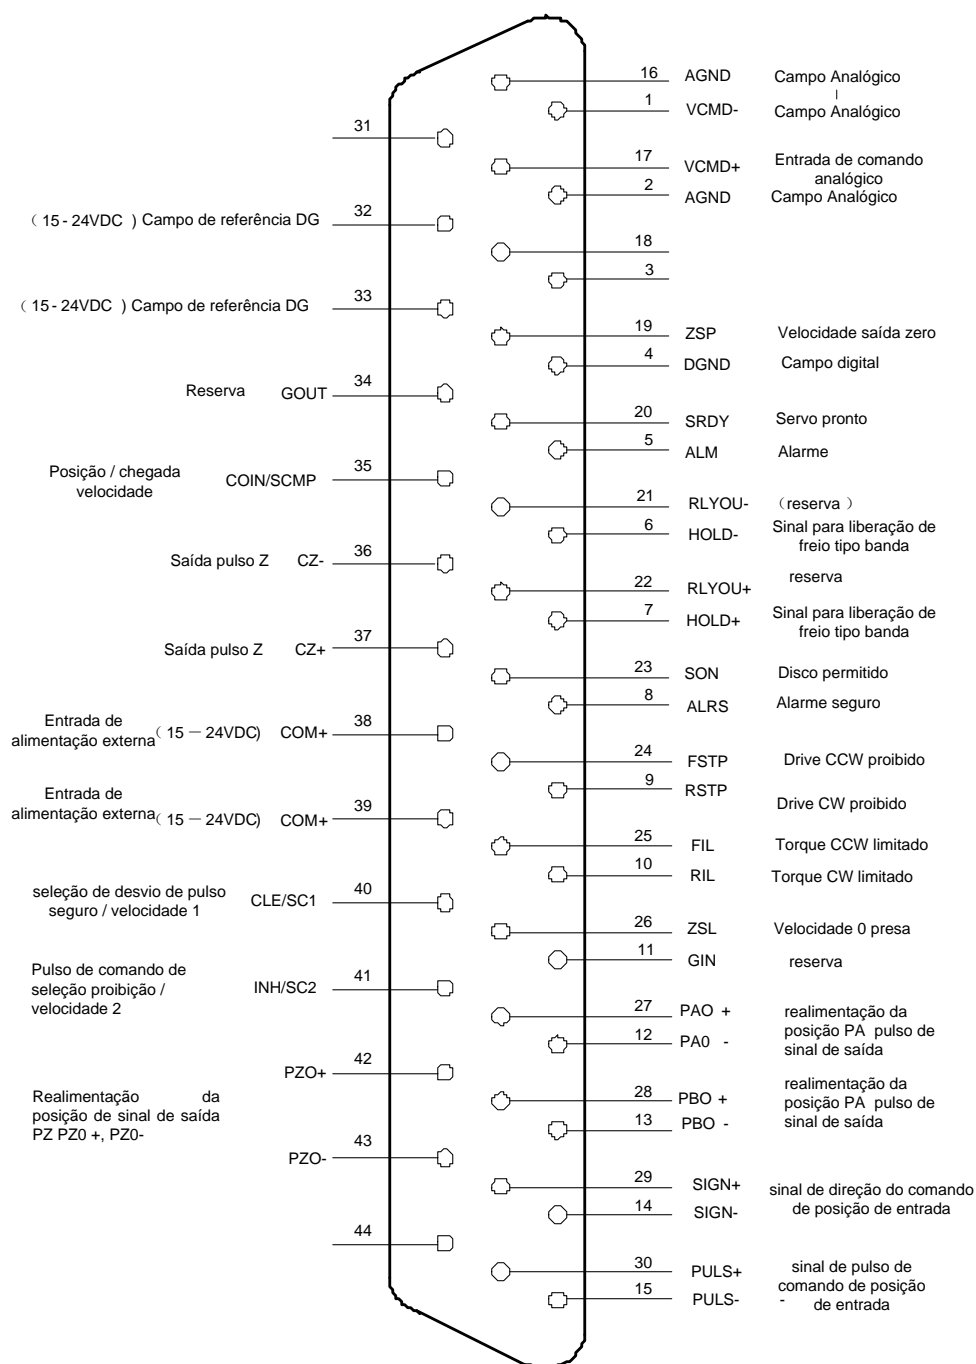 16 AGND Campo Analógico
1 VCMD- Campo Analógico
17 VCMD+ Entrada de comando
analógico
2 AGND Campo Analógico
18
3
19 ZSP Velocidade saída zero
4 DGND Campo digital
20 SRDY Servo pronto
5 ALM Alarme
21 RLYOU- (reserva )
6 HOLD- Sinal para liberação de
freio tipo banda
22 RLYOU+ reserva
7 HOLD+ Sinal para liberação de
freio tipo banda
23 SON Disco permitido
8 ALRS Alarme seguro
24 FSTP Drive CCW proibido
9 RSTP
Drive CW proibido
25 FIL Torque CCW limitado
10 RIL Torque CW limitado
26 ZSL Velocidade 0 presa
11 GIN reserva
27 PAO + realimentação da
posição PA pulso de
12 PA0 - sinal de saída
28 PBO + realimentação da
posição PA pulso de
13 PBO - sinal de saída
29 SIGN+ sinal de direção do comando
14 SIGN- de posição de entrada
30 PULS+ sinal de pulso de
comando de posição
15 PULS- - de entrada
31
( 15 - 24VDC ) Campo de referência DG 32
( 15 - 24VDC ) Campo de referência DG 33
Reserva GOUT 34
Posição / chegada
velocidade COIN/SCMP 35
Saída pulso Z CZ- 36
Saída pulso Z CZ+ 37
Entrada de
alimentação externa ( 15 — 24VDC) COM+ 38
Entrada de
alimentação externa ( 15 — 24VDC) COM+ 39
seleção de desvio de pulso
seguro / velocidade 1 CLE/SC1 40
Pulso de comando de
seleção proibição /
velocidade 2 INH/SC2 41
PZO+ 42
Realimentação da
posição de sinal de saída
PZ PZ0 +, PZ0-
PZO- 43
44